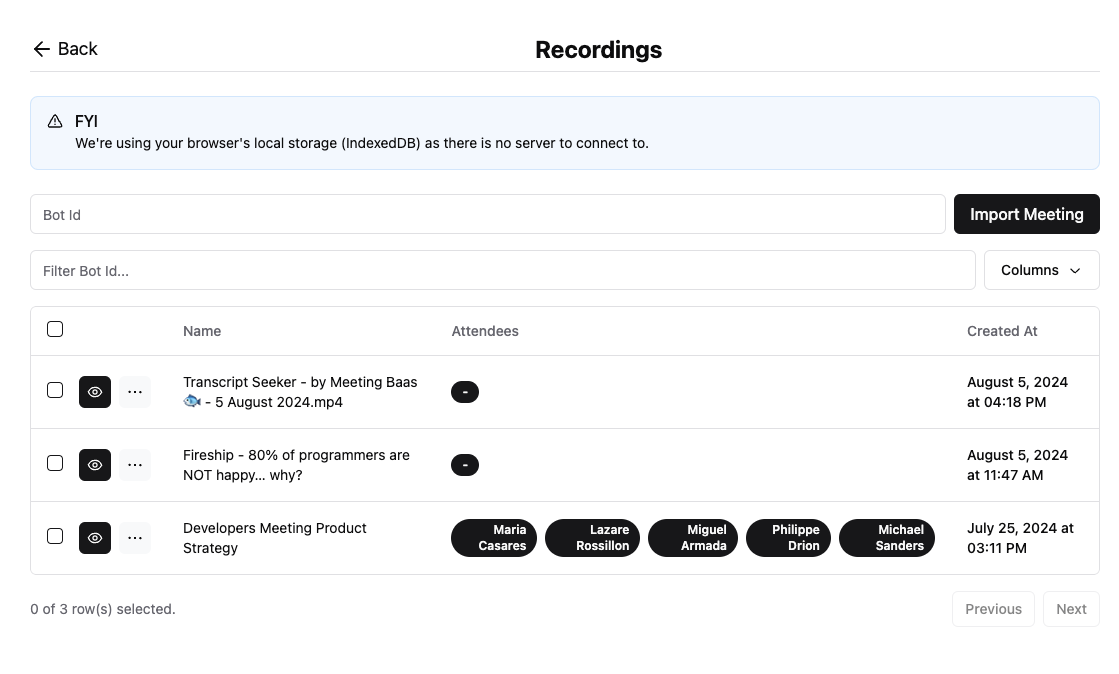 Back
Recordings
FYI
We're using your browser's local storage (IndexedDB) as there is no server to connect to.
Bot Id
Import Meeting
Filter Bot Id...
Columns
Name Attendees Created At
Transcript Seeker - by Meeting Baas
🐟 - 5 August 2024.mp4
-
August 5, 2024
at 04:18 PM
Fireship - 80% of programmers are
NOT happy... why?
-
August 5, 2024
at 11:47 AM
Developers Meeting Product
Strategy
Maria
Casares
Lazare
Rossillon
Miguel
Armada
Philippe
Drion
Michael
Sanders
July 25, 2024 at
03:11 PM
0 of 3 row(s) selected.
Previous
Next